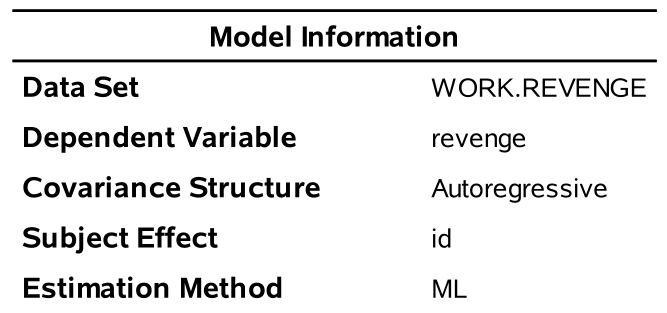 Model Information
Data Set WORK.REVENGE
Dependent Variable revenge
Covariance Structure Autoregressive
Subject Effect id
Estimation Method ML